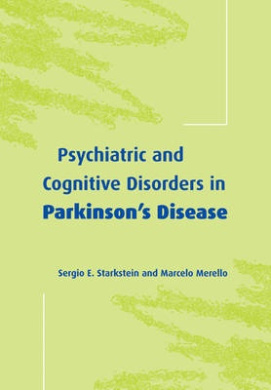 Psychiatric and
Cognitive Disorders in
Parkinson's Disease
Sergio E. Starkstein and Marcelo Merello